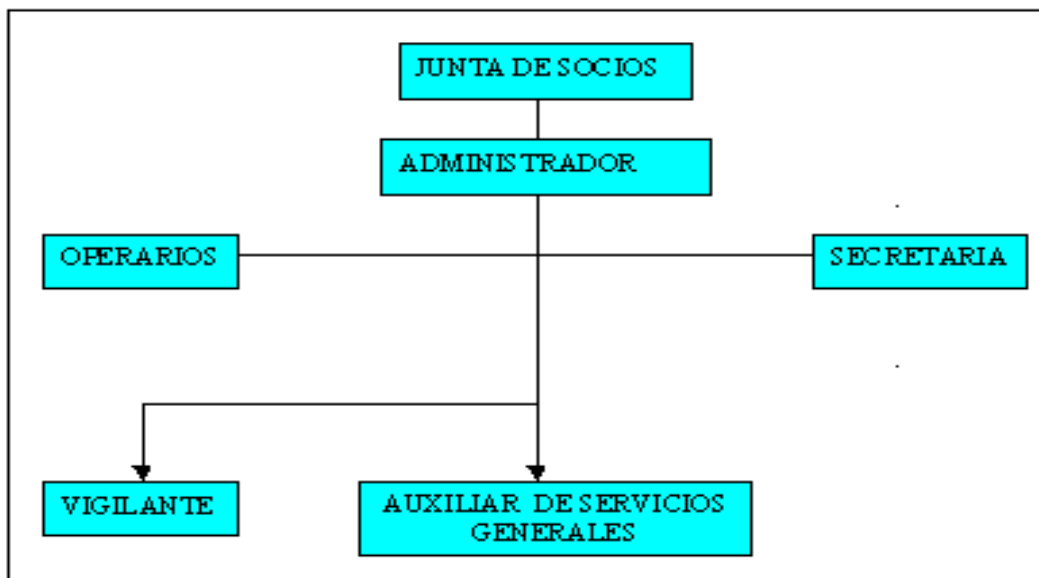 JUNTA DE SOCIOS
ADMINISTRADOR
OPERARIOS
SECRETARIA
VIGILANTE
AUXILIAR DE SERVICIOS
GENERALES